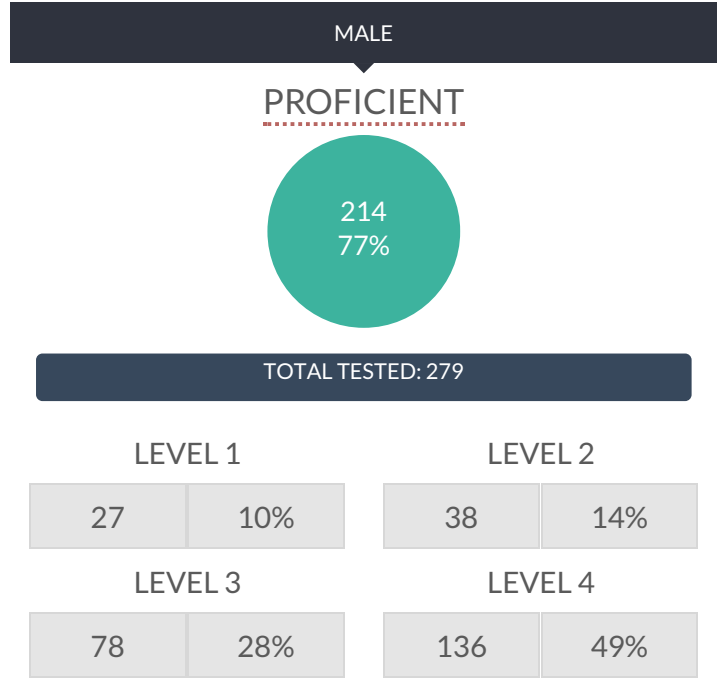 MALE
PROFICIENT
214
77%
TOTAL TESTED: 279
LEVEL 1 LEVEL 2
27 10% 38 14%
LEVEL 3 LEVEL 4
78 28% 136 49%